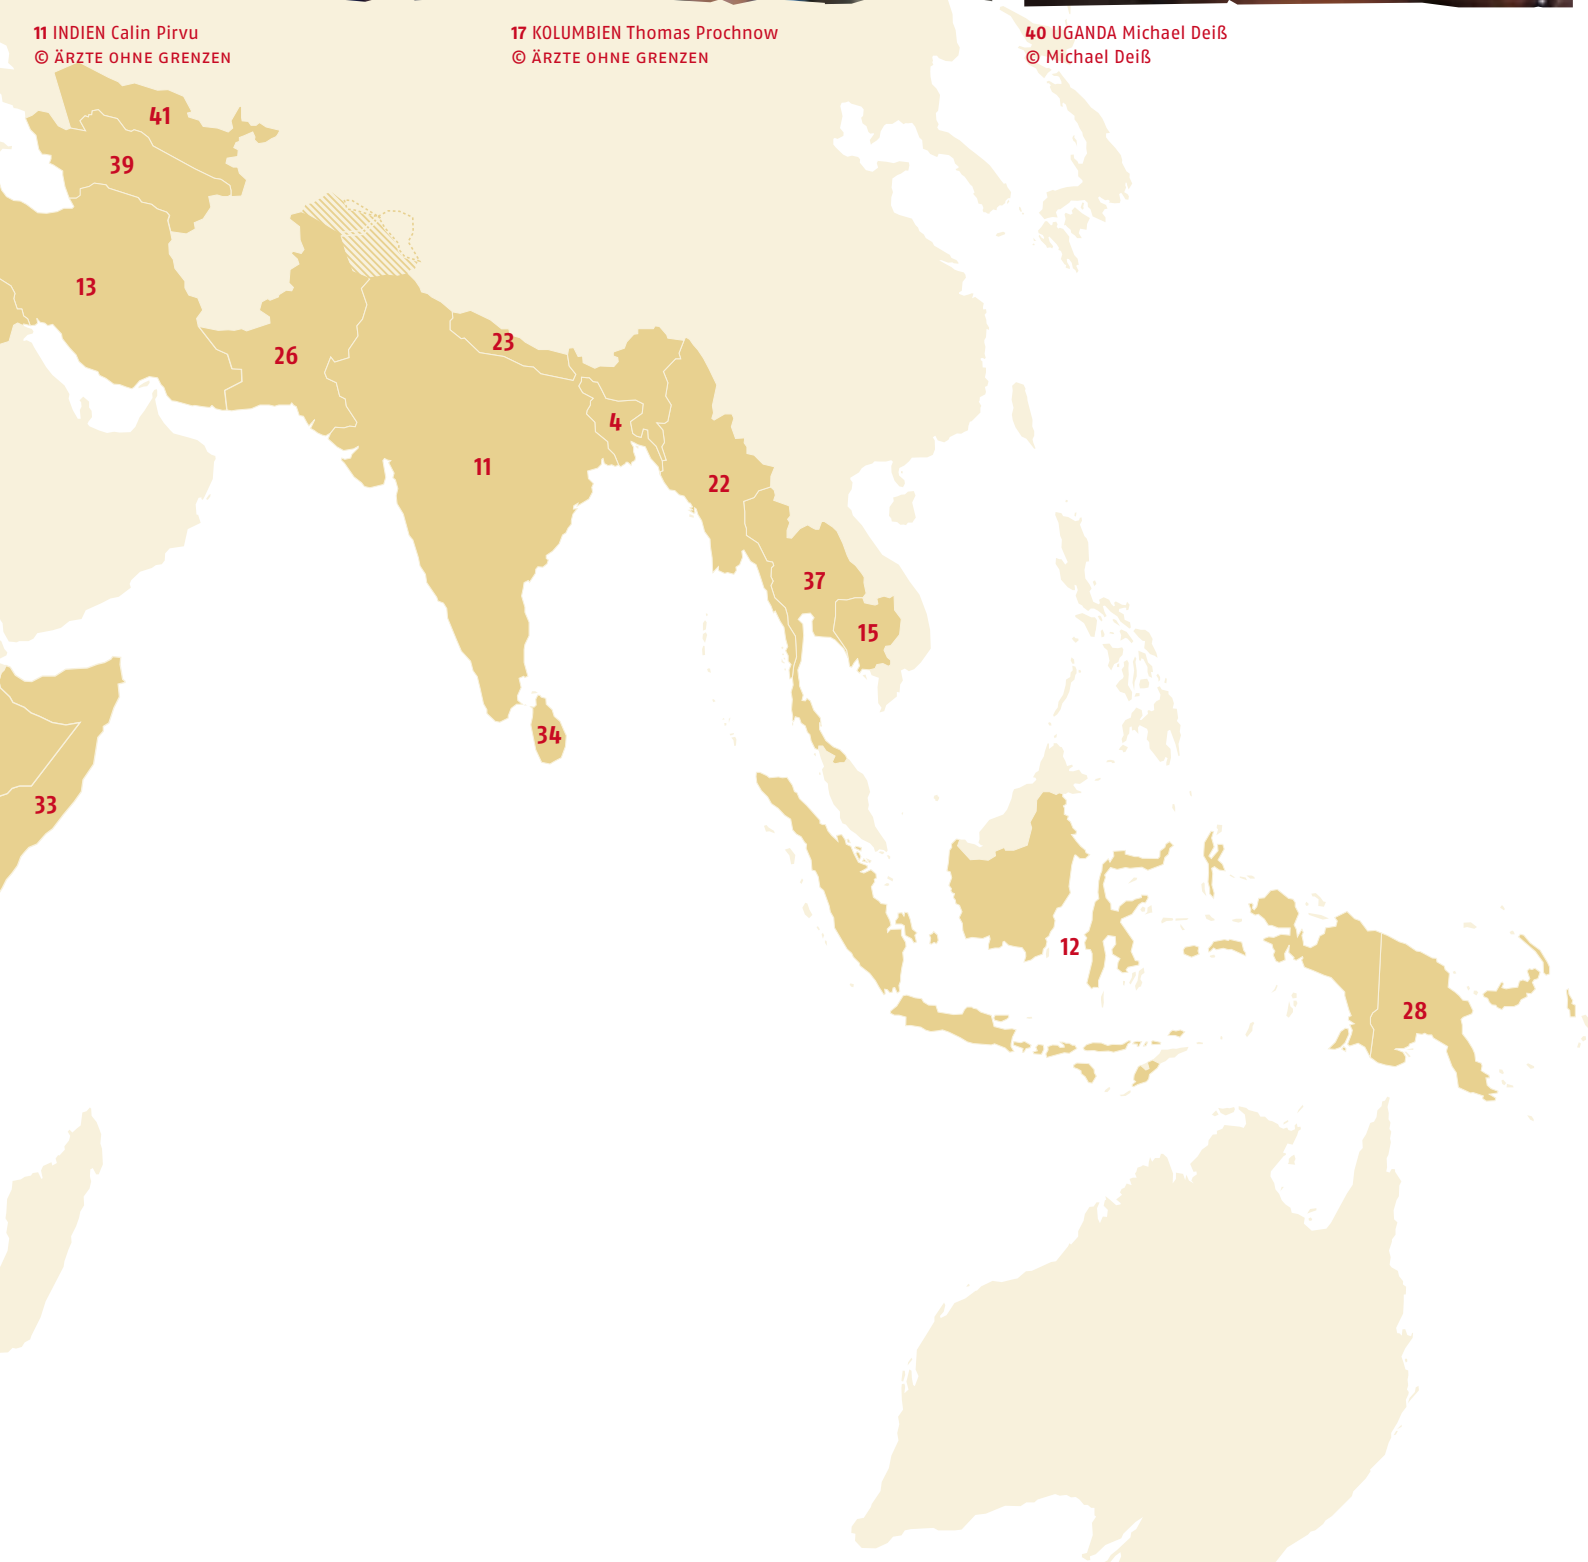 11 INDIEN Calin Pirvu
© ÄRZTE OHNE GRENZEN
17 KOLUMBIEN Thomas Prochnow
© ÄRZTE OHNE GRENZEN
40 UGANDA Michael Deiß
© Michael Deiß
41
39
13
23
26
4
11
22
37
15
34
33
12
28